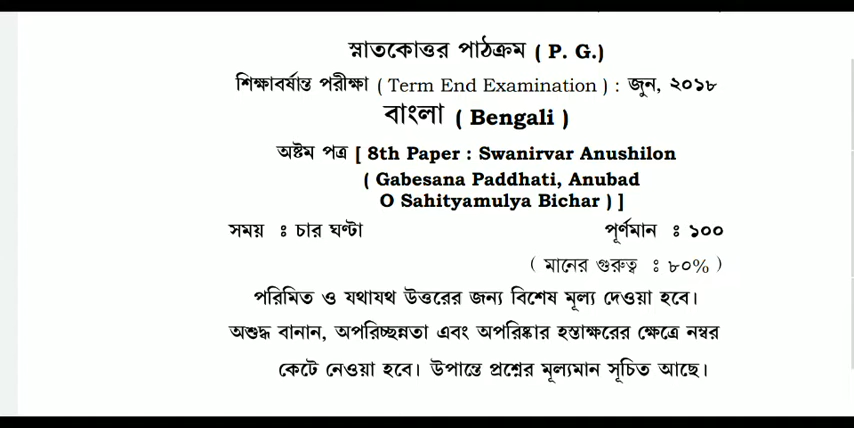 স্নাতকোত্তর পাঠক্রম ( P. G.)
শিক্ষাবর্ষান্ত পরীক্ষা ( Term End Examination ) : জুন, ২০১৮
বাংলা ( Bengali )
অষ্টম পত্র [ 8th Paper : Swanirvar Anushilon
( Gabesana Paddhati, Anubad
O Sahityamulya Bichar ) ]
সময় ঃ চার ঘণ্টা পূর্ণমান ঃ ১০০
( মানের গুরুত্ব ঃ ৮০% )
পরিমিত ও যথাযথ উত্তরের জন্য বিশেষ মূল্য দেওয়া হবে।
অশুদ্ধ বানান, অপরিচ্ছন্নতা এবং অপরিষ্কার হস্তাক্ষরের ক্ষেত্রে নম্বর
কেটে নেওয়া হবে। উপান্তে প্রশ্নের মূল্যমান সূচিত আছে।